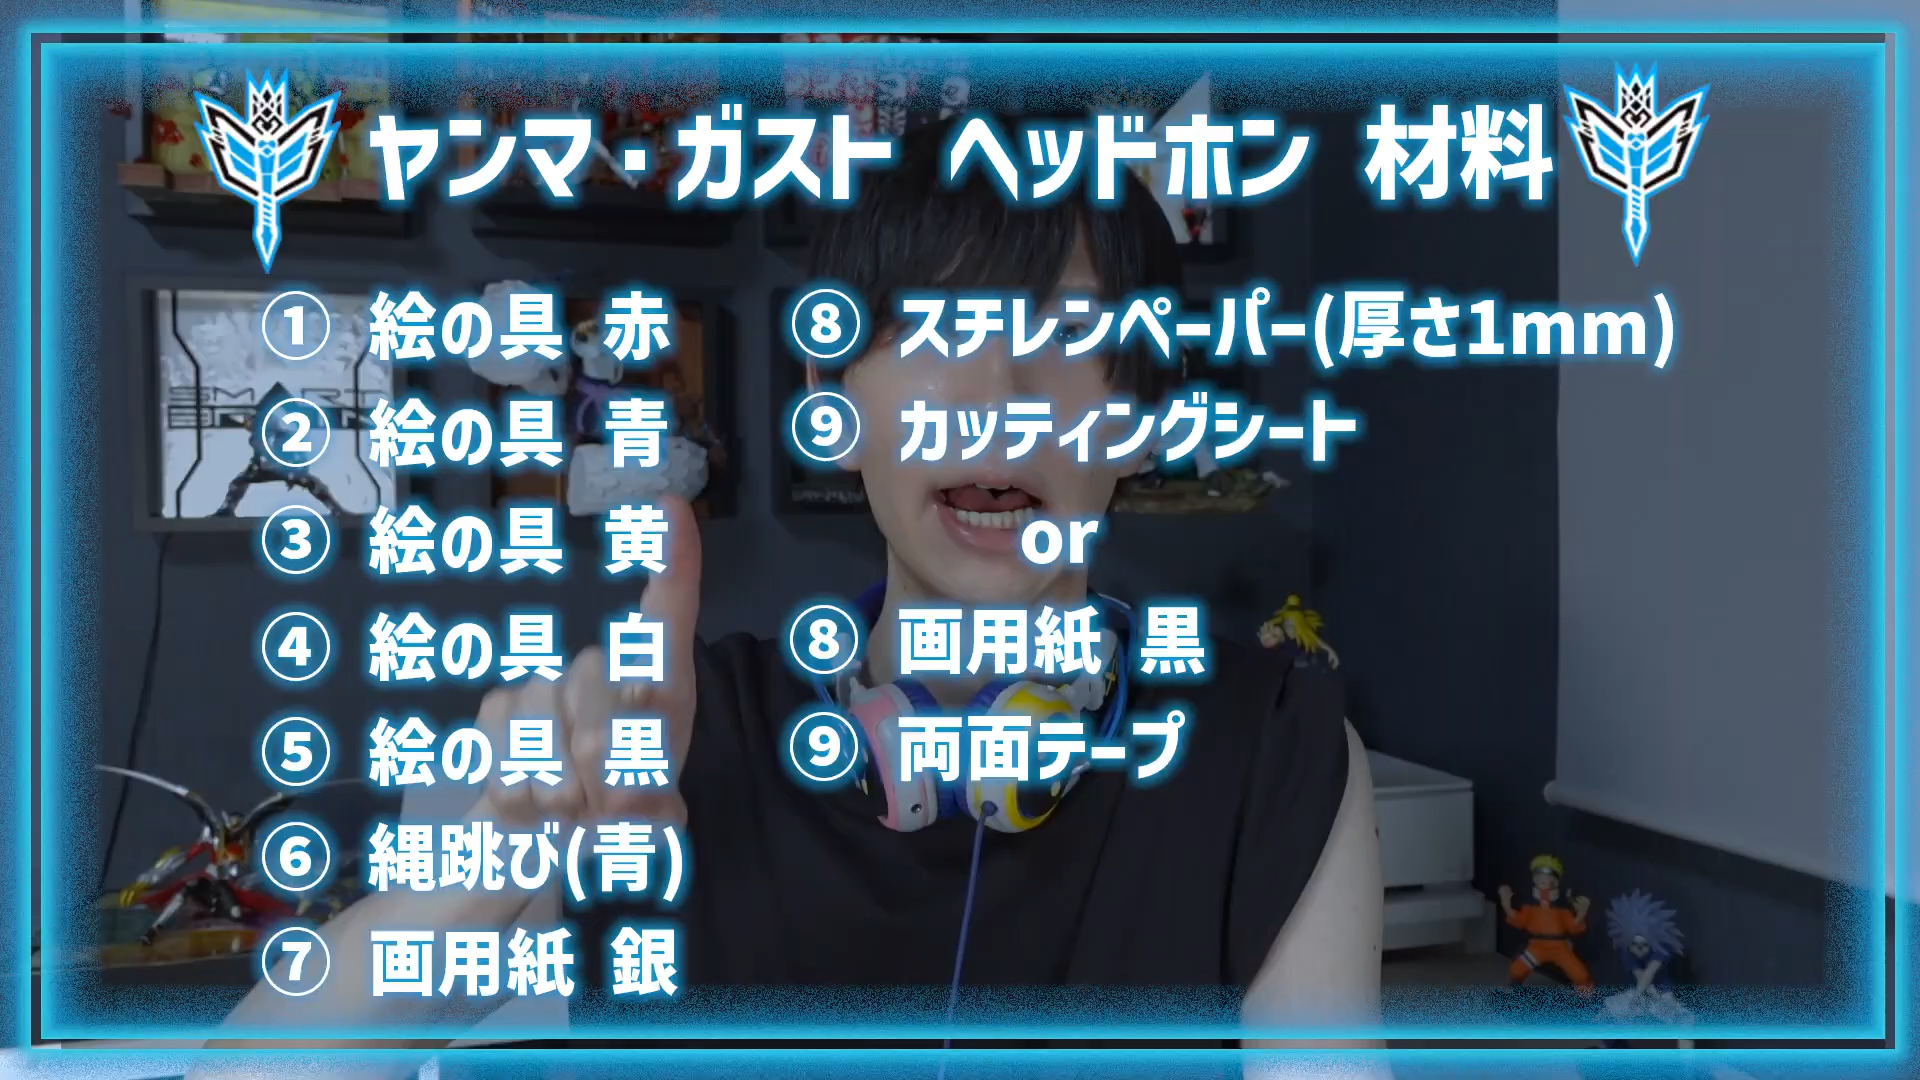 ヤンマ・ガスト ヘッドホン 材料
① 絵の具 赤
② 絵の具 青
③ 絵の具 黄
④ 絵の具 白
⑤ 絵の具 黒
⑥ 縄跳び(青)
⑦ 画用紙 銀
⑧ スチレンペーパー(厚さ1mm)
⑨ カッティングシート
or
⑧ 画用紙 黒
⑨ 両面テープ
SMART
BRAIN